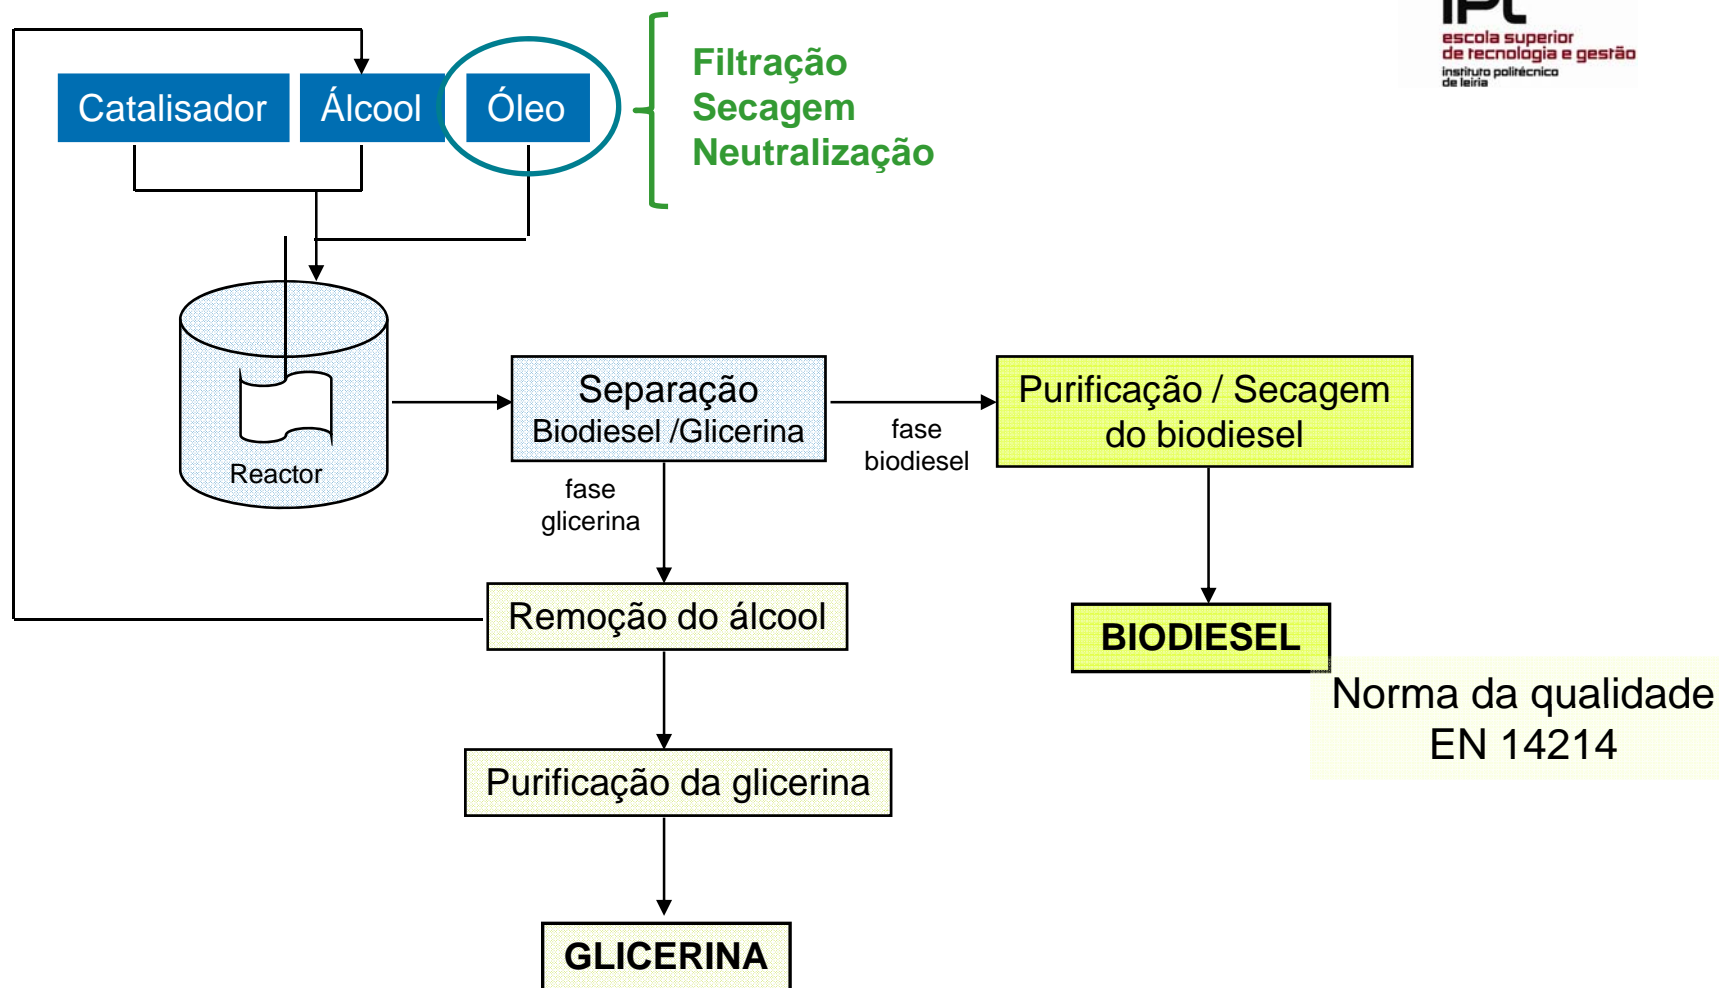 IPL
escola superior
de tecnologia e gestão
instituto politécnico
de leiria
Filtração
Secagem
Neutralização
Catalisador
Álcool
Óleo
Reactor
Separação
Biodiesel /Glicerina
fase
biodiesel
Purificação / Secagem
do biodiesel
fase
glicerina
Remoção do álcool
BIODIESEL
Norma da qualidade
EN 14214
Purificação da glicerina
GLICERINA